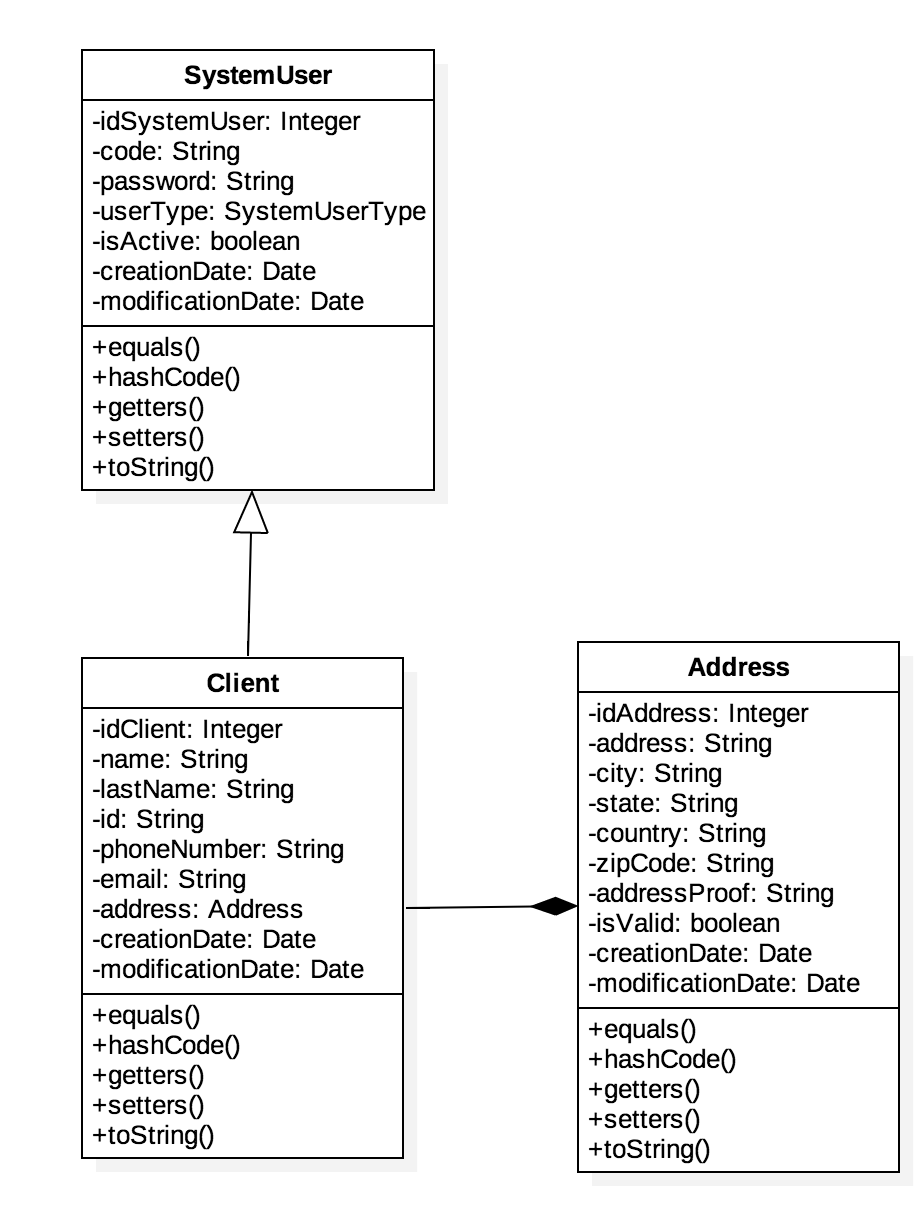 SystemUser
-idSystemUser: Integer
-code: String
-password: String
-userType: SystemUserType
-isActive: boolean
-creationDate: Date
-modificationDate: Date
+equals()
+hashCode()
+getters()
+setters()
+toString()
Client
-idClient: Integer
-name: String
-lastName: String
-id: String
-phoneNumber: String
-email: String
-address: Address
-creationDate: Date
-modificationDate: Date
+equals()
+hashCode()
+getters()
+setters()
+toString()
Address
-idAddress: Integer
-address: String
-city: String
-state: String
-country: String
-zipCode: String
-addressProof: String
-isValid: boolean
-creationDate: Date
-modificationDate: Date
+equals()
+hashCode()
+getters()
+setters()
+toString()